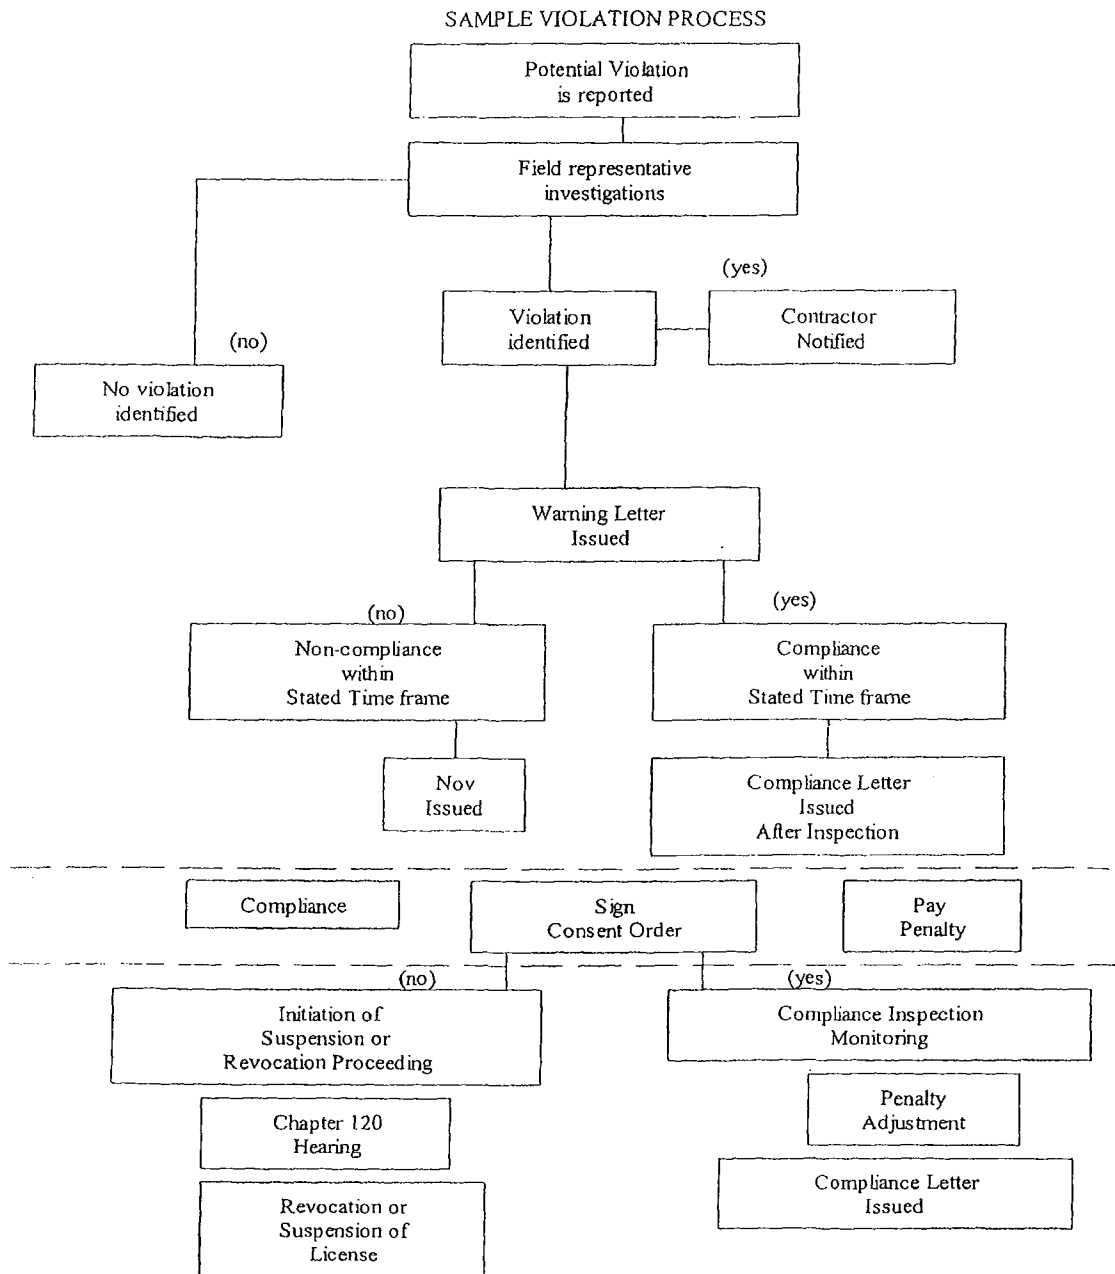 SAMPLE VIOLATION PROCESS
Potential Violation
is reported
Field representative
investigations
(yes)
Violation
identified
Contractor
Notified
(no)
No violation
identified
Warning Letter
Issued
(no)
(yes)
Non-compliance
within
Stated Time frame
Compliance
within
Stated Time frame
Nov
Issued
Compliance Letter
Issued
After Inspection
Compliance
Sign
Consent Order
Pay
Penalty
(no)
(yes)
Initiation of
Suspension or
Revocation Proceeding
Compliance Inspection
Monitoring
Penalty
Adjustment
Chapter 120
Hearing
Compliance Letter
Issued
Revocation or
Suspension of
License